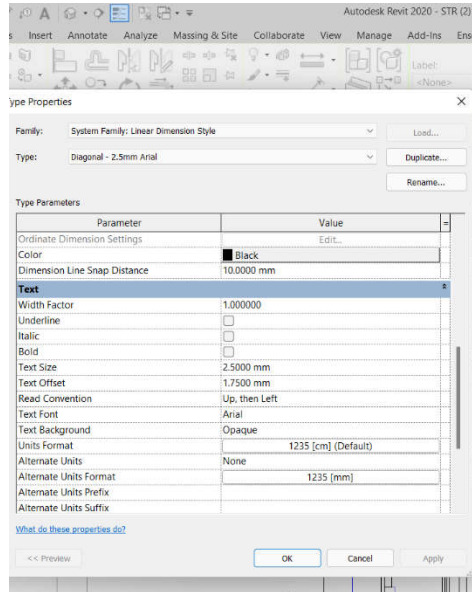 Autodesk Revit 2020 - STR (2)
Insert Annotate Analyze Massing & Site Collaborate View Manage Add-Ins Ens
Label:
<None>
Type Properties
Family: System Family: Linear Dimension Style Load...
Type: Diagonal - 2.5mm Arial Duplicate...
Rename...
Type Parameters
Parameter Value =
Ordinate Dimension Settings Edit...
Color Black
Dimension Line Snap Distance 10.0000 mm
Text
Width Factor 1.000000
Underline
Italic
Bold
Text Size 2.5000 mm
Text Offset 1.7500 mm
Read Convention Up, then Left
Text Font Arial
Text Background Opaque
Units Format 1235 [cm] (Default)
Alternate Units None
Alternate Units Format 1235 [mm]
Alternate Units Prefix
Alternate Units Suffix
What do these properties do?
<< Preview OK Cancel Apply